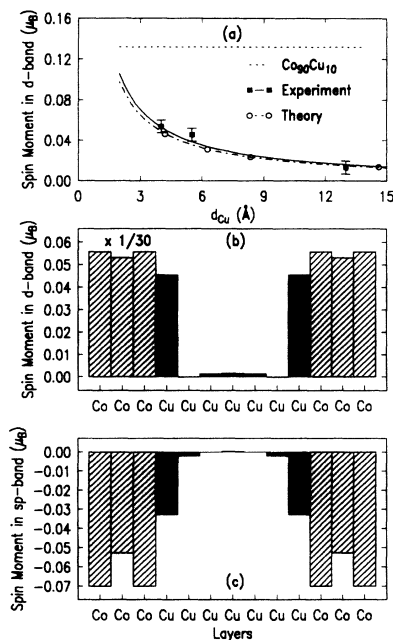 0.16
0.12
0.08
0.04
0.00
Spin Moment in d-band (μB)
(a)
Co90Cu10
Experiment
Theory
0 3 6 9 12 15
dCu (Å)
0.06
0.05
0.04
0.03
0.02
0.01
0.00
Spin Moment in d-band (μB)
x 1/30
(b)
Co Co Co Cu Cu Cu Cu Cu Cu Cu Co Co Co
0.00
-0.01
-0.02
-0.03
-0.04
-0.05
-0.06
-0.07
Spin Moment in sp-band (μB)
(c)
Co Co Co Cu Cu Cu Cu Cu Cu Cu Co Co Co
Layers